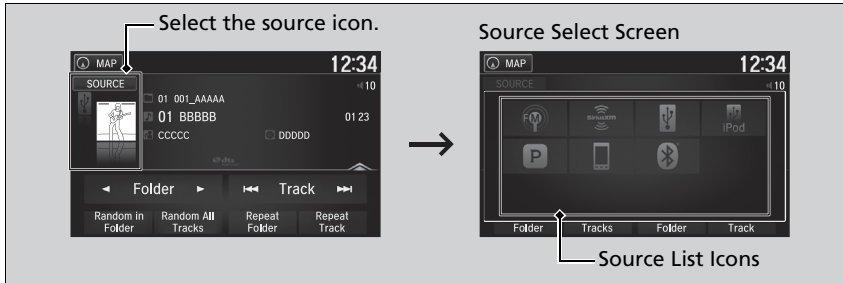 Select the source icon.
MAP
12:34
SOURCE
10
01 001_AAAAA
01 BBBBB
01 23
CCCCC
DDDDD
Folder
Track
Random in Folder
Random All Tracks
Repeat Folder
Repeat Track
Source Select Screen
MAP
12:34
SOURCE
10
FM
SiriusXM
iPod
P
Folder
Tracks
Folder
Track
Source List Icons